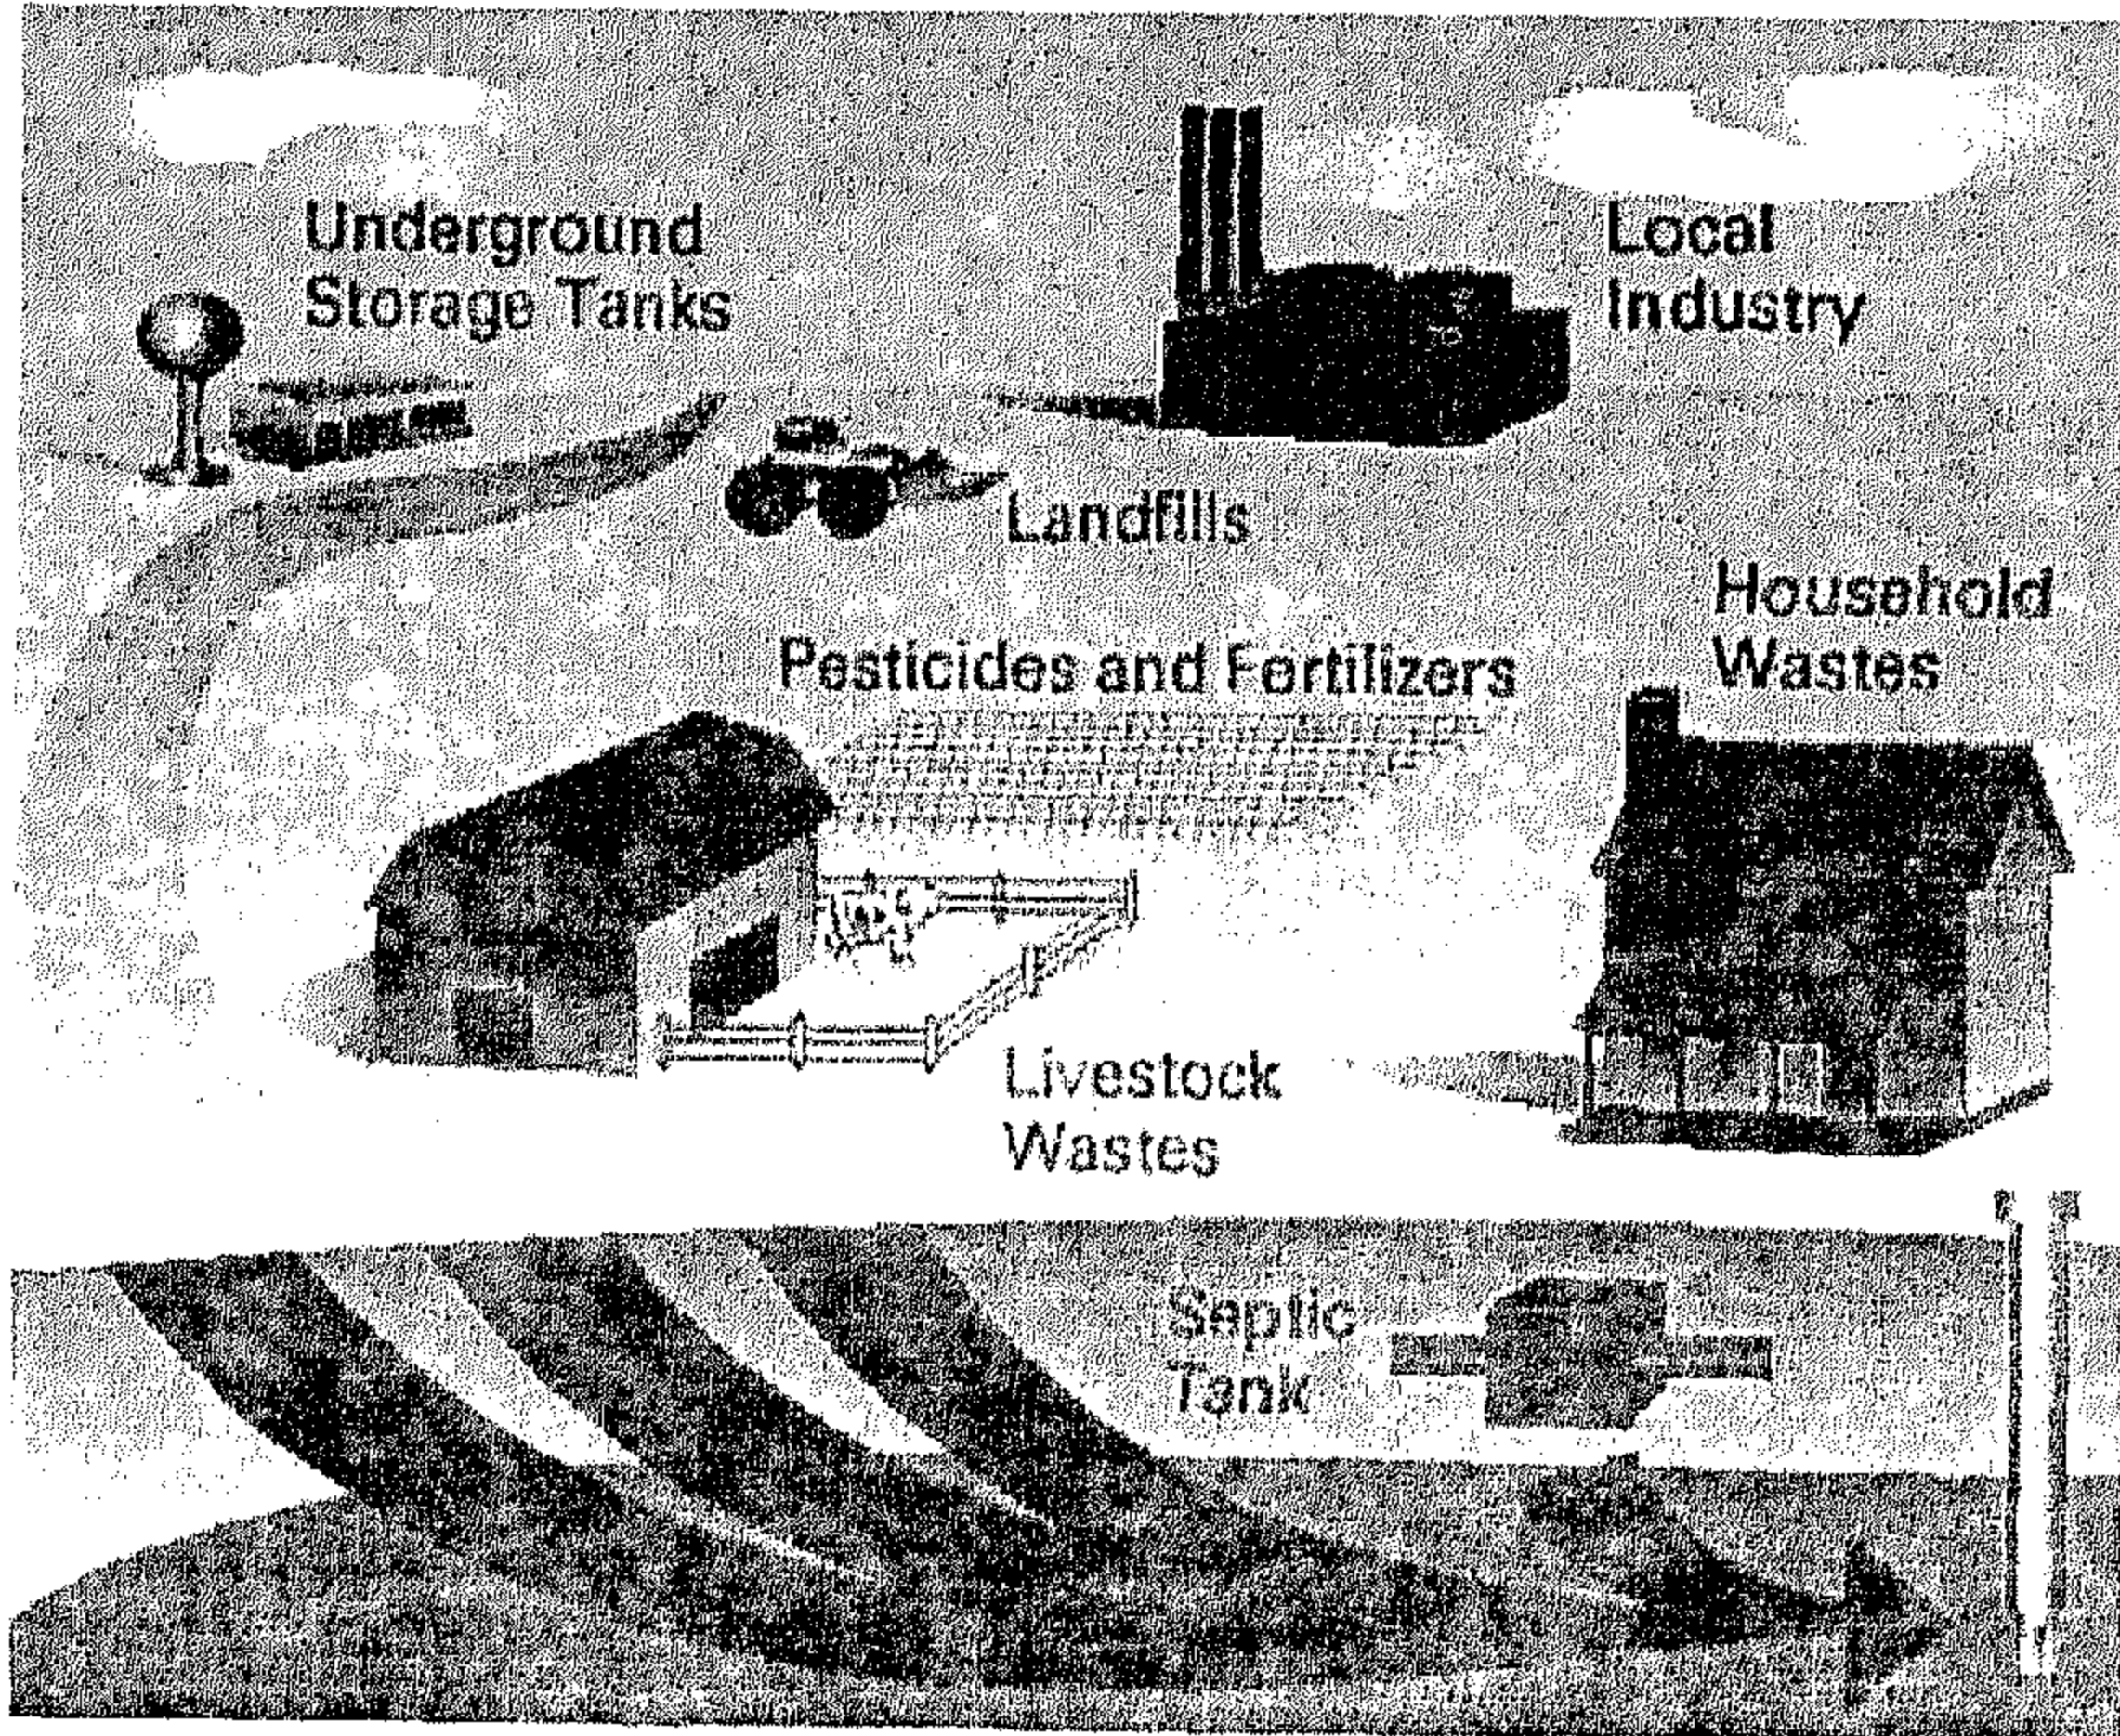 Underground
Storage Tanks
Local
Industry
Landfills
Household
Wastes
Pesticides and Fertilizers
Livestock
Wastes
Septic
Tank